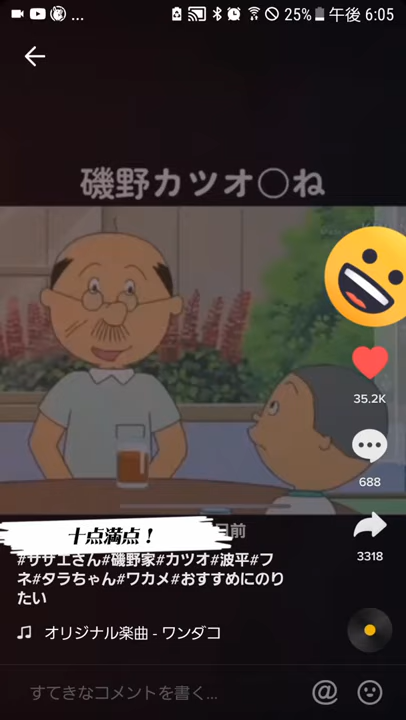 25% 午後 6:05
磯野カツオ○ね
35.2K
688
十点満点！
日前
#サザエさん#磯野家#カツオ#波平#フ
ネ#タラちゃん#ワカメ#おすすめにのり
たい
3318
オリジナル楽曲 - ワンダコ
すてきなコメントを書く...
@